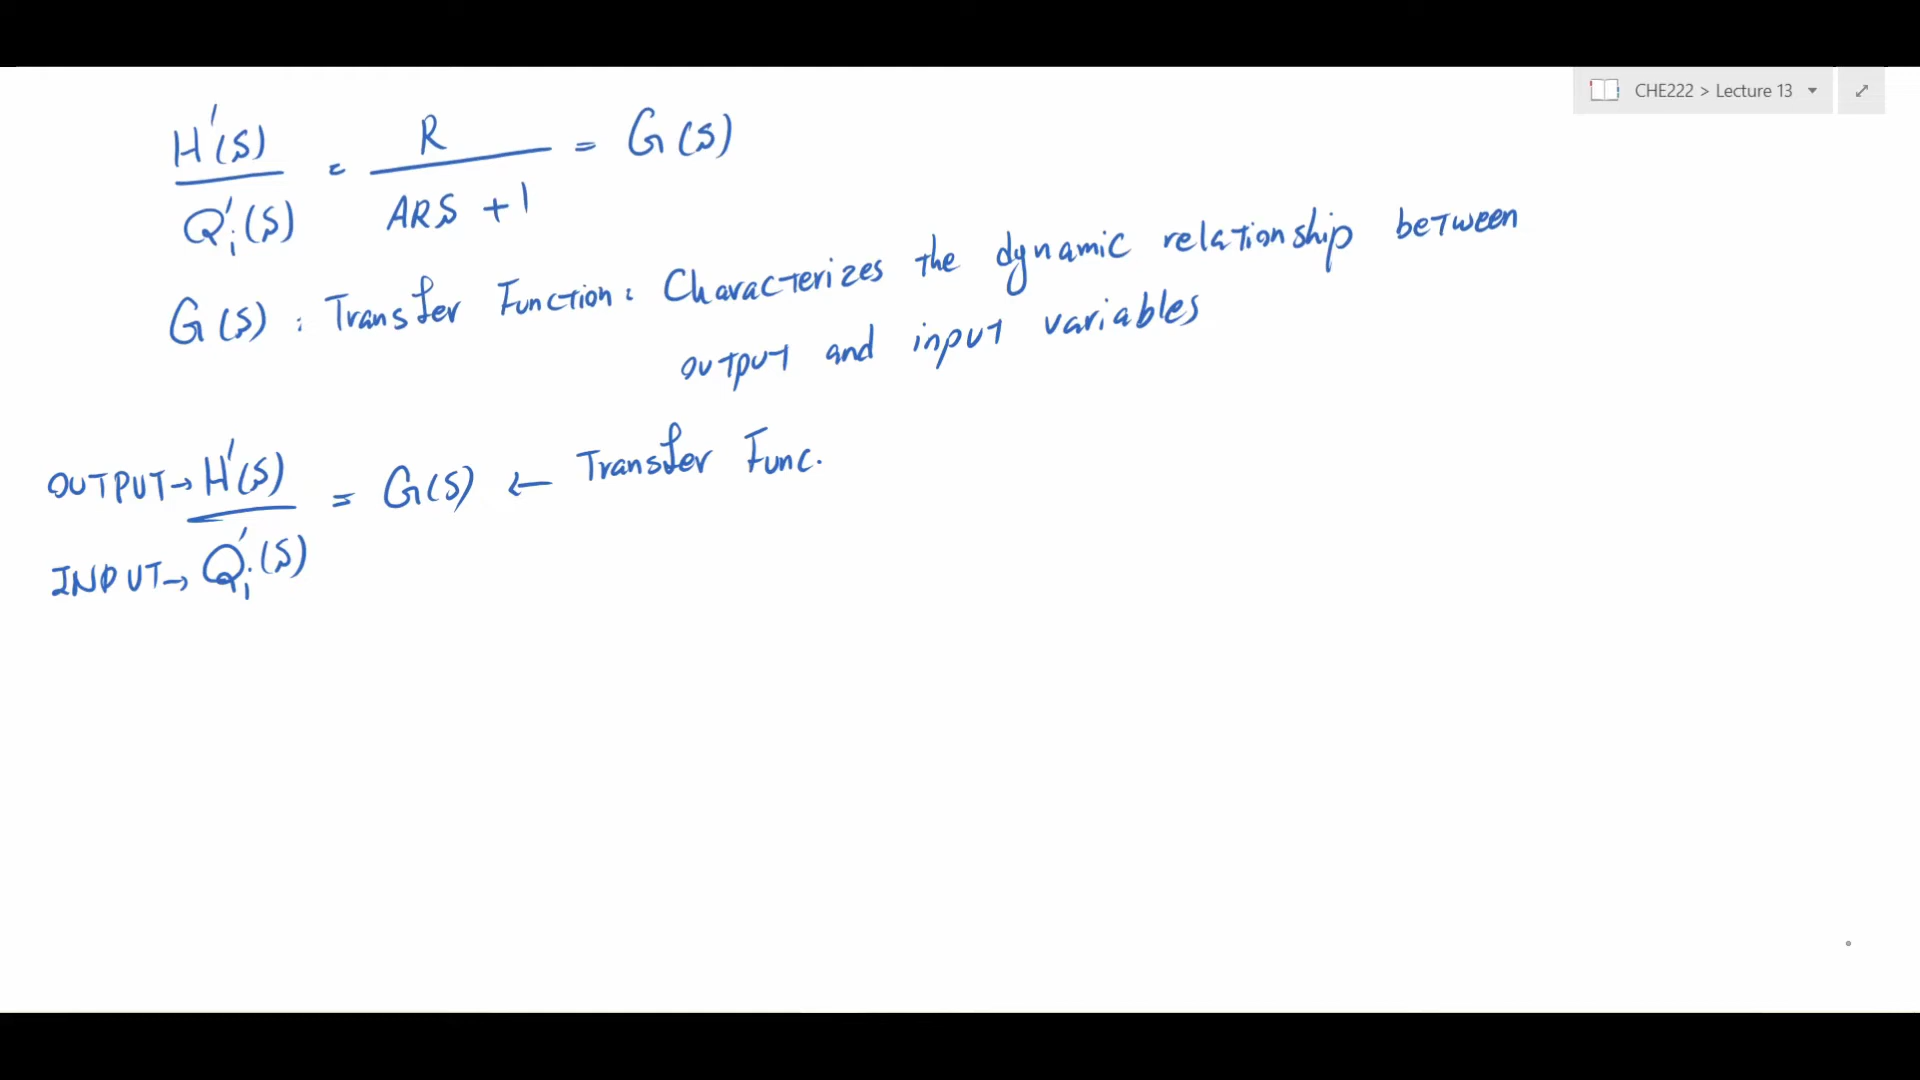 CHE222 > Lecture 13
H'(s) / Q'i(s) = R / ARS + 1 = G(s)
G(s) : Transfer Function : Characterizes the dynamic relationship between
output and input variables
OUTPUT → H'(s) / = G(s) ← Transfer Func.
INPUT → Q'i(s)